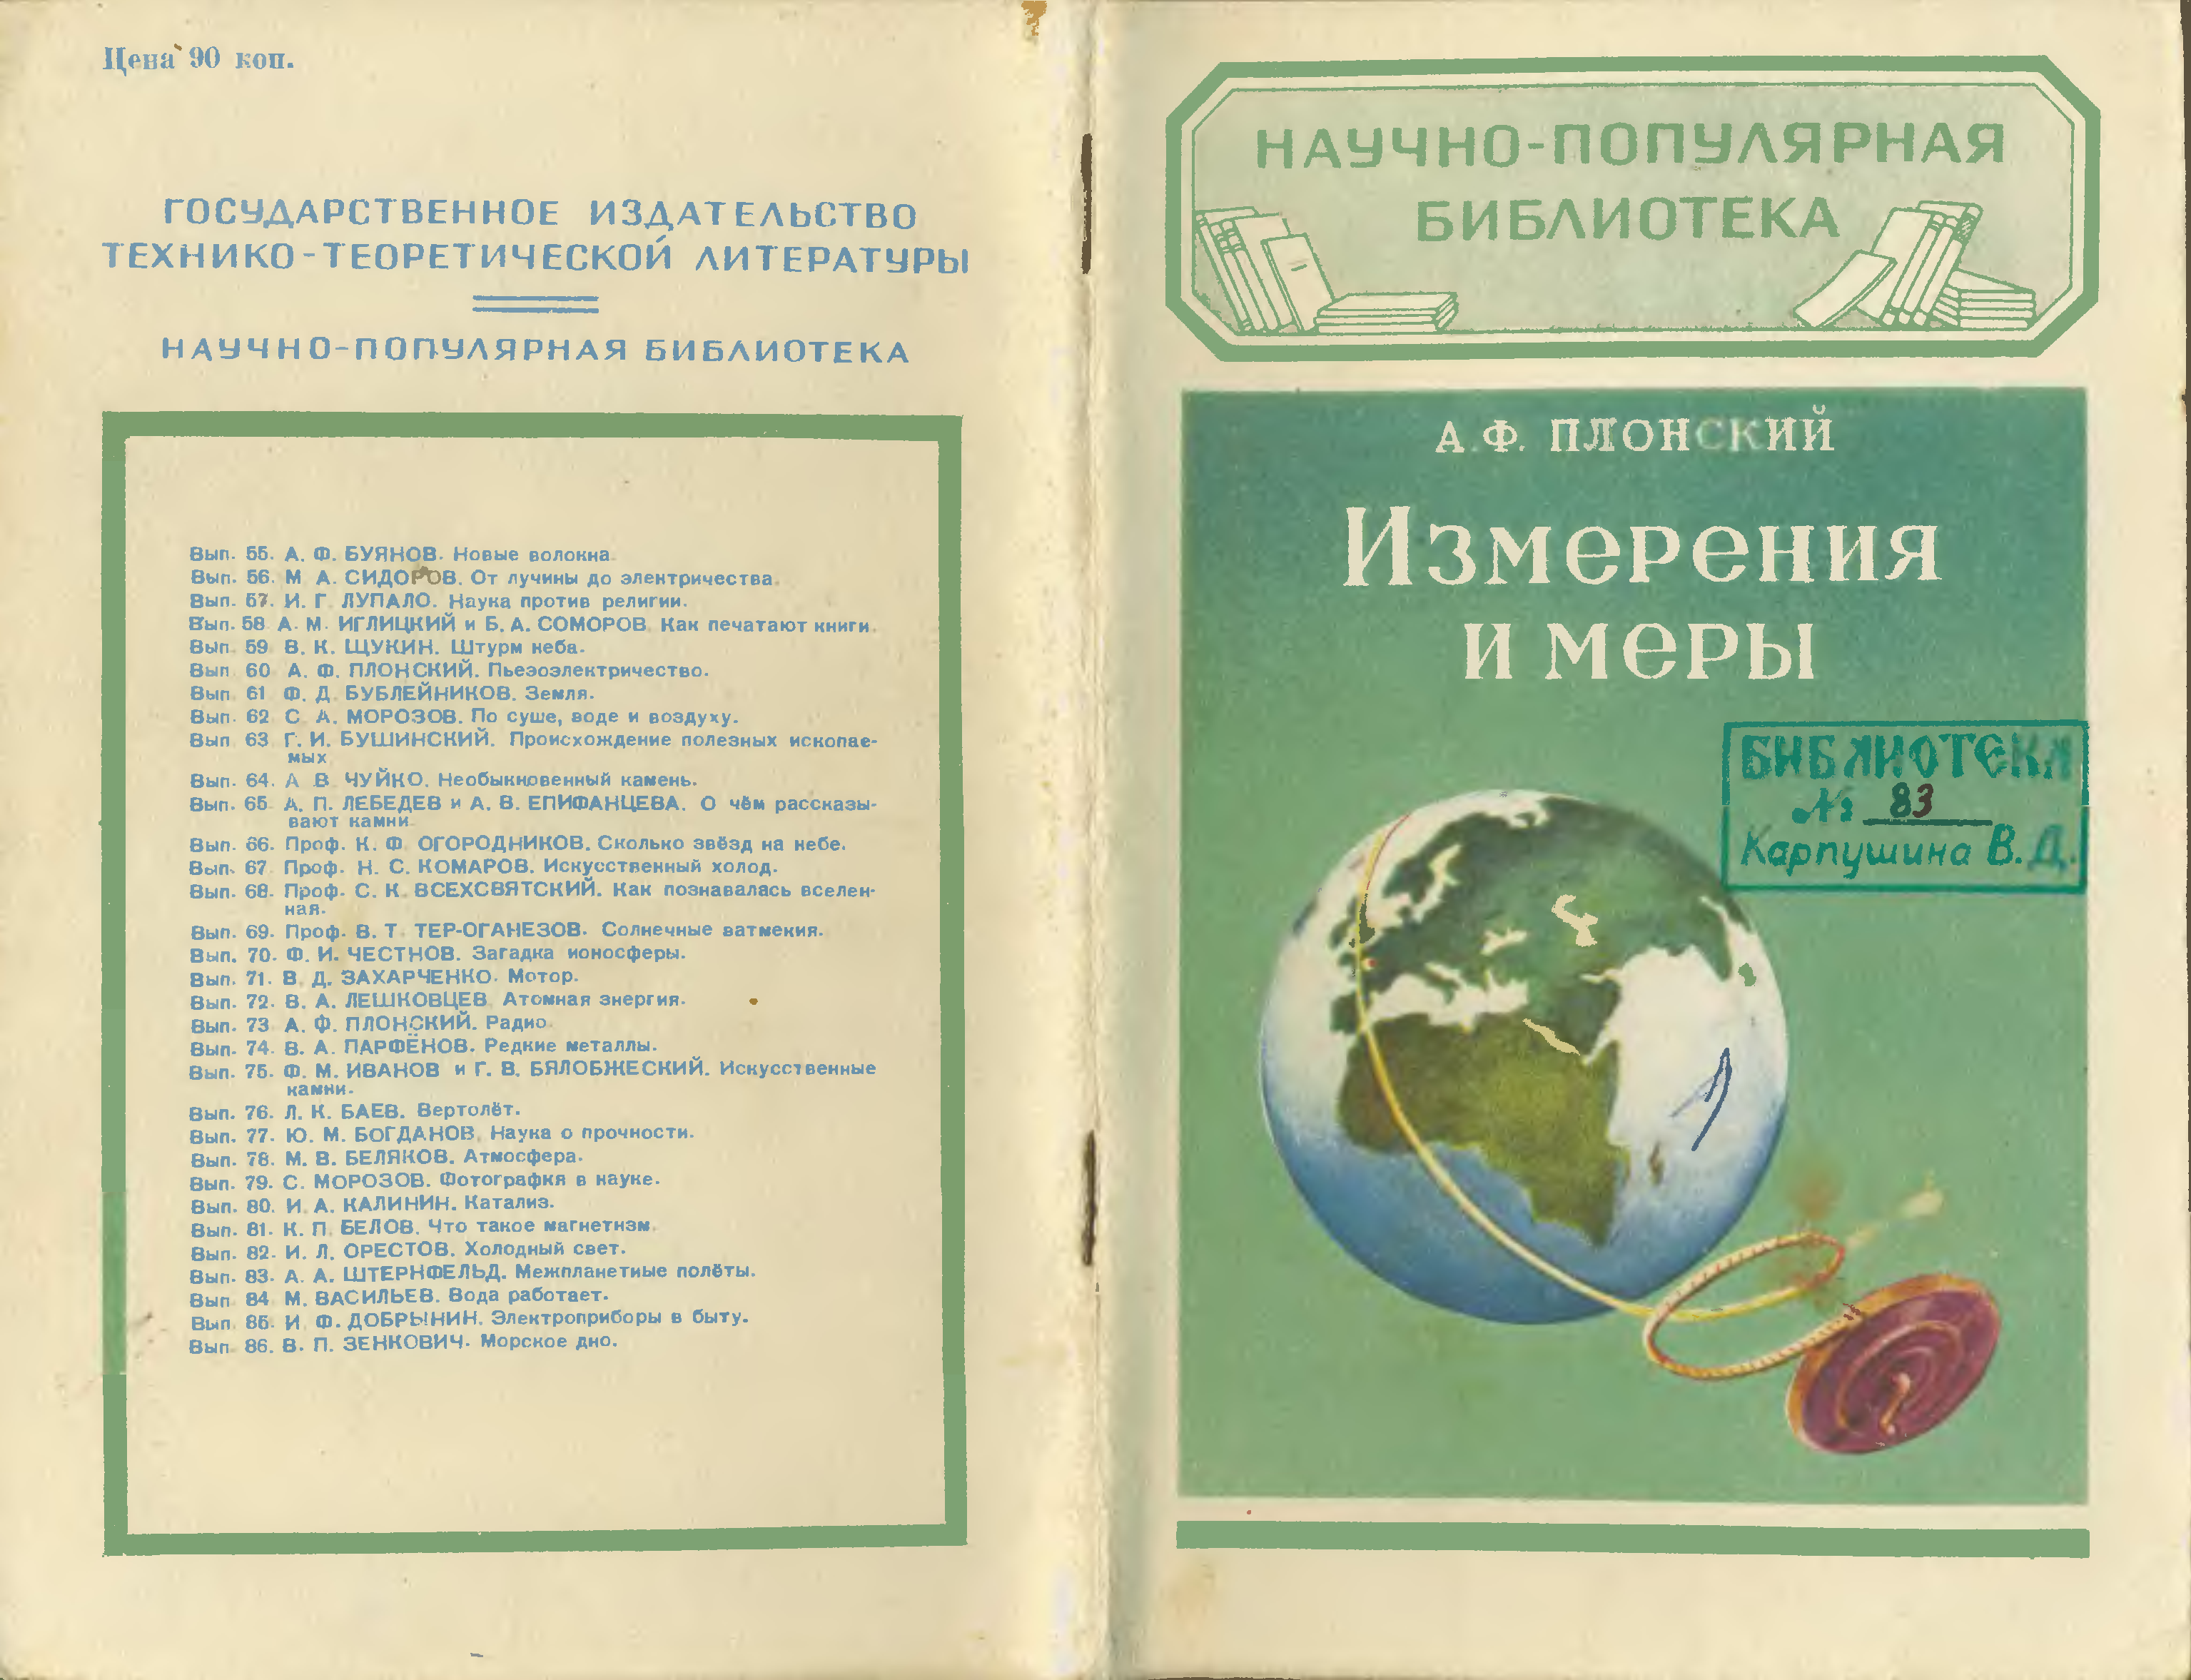 Цена 90 коп.
ГОСУДАРСТВЕННОЕ ИЗДАТЕЛЬСТВО
ТЕХНИКО-ТЕОРЕТИЧЕСКОЙ ЛИТЕРАТУРЫ
НАУЧНО-ПОПУЛЯРНАЯ БИБЛИОТЕКА
Вып. 55. А. Ф. БУЯНОВ. Новые волокна.
Вып. 56. М. А. СИДОРОВ. От лучины до электричества.
Вып. 57. И. Г. ЛУПАЛО. Наука против религии.
Вып. 58. А. М. ИГЛИЦКИЙ и Б. А. СОМОРОВ. Как печатают книги.
Вып. 59. В. К. ЩУКИН. Штурм неба.
Вып. 60. А. Ф. ПЛОНСКИЙ. Пьезоэлектричество.
Вып. 61. Ф. Д. БУБЛЕЙНИКОВ. Земля.
Вып. 62. С. А. МОРОЗОВ. По суше, воде и воздуху.
Вып. 63. Г. И. БУШИНСКИЙ. Происхождение полезных ископае-
мых.
Вып. 64. А. В. ЧУЙКО. Необыкновенный камень.
Вып. 65. А. П. ЛЕБЕДЕВ и А. В. ЕПИФАНЦЕВА. О чём рассказы-
вают камни.
Вып. 66. Проф. К. Ф. ОГОРОДНИКОВ. Сколько звёзд на небе.
Вып. 67. Проф. Н. С. КОМАРОВ. Искусственный холод.
Вып. 68. Проф. С. К. ВСЕХСВЯТСКИЙ. Как познавалась вселен-
ная.
Вып. 69. Проф. В. Т. ТЕР-ОГАНЕЗОВ. Солнечные затмения.
Вып. 70. Ф. И. ЧЕСТНОВ. Загадка ионосферы.
Вып. 71. В. Д. ЗАХАРЧЕНКО. Мотор.
Вып. 72. В. А. ЛЕШКОВЦЕВ. Атомная энергия.
Вып. 73. А. Ф. ПЛОНСКИЙ. Радио.
Вып. 74. В. А. ПАРФЁНОВ. Редкие металлы.
Вып. 75. Ф. М. ИВАНОВ и Г. В. БЯЛОБЖЕСКИЙ. Искусственные
камни.
Вып. 76. Л. К. БАЕВ. Вертолёт.
Вып. 77. Ю. М. БОГДАНОВ. Наука о прочности.
Вып. 78. М. В. БЕЛЯКОВ. Атмосфера.
Вып. 79. С. МОРОЗОВ. Фотография в науке.
Вып. 80. И. А. КАЛИНИН. Катализ.
Вып. 81. К. П. БЕЛОВ. Что такое магнетизм.
Вып. 82. И. Л. ОРЕСТОВ. Холодный свет.
Вып. 83. А. А. ШТЕРНФЕЛЬД. Межпланетные полёты.
Вып. 84. М. ВАСИЛЬЕВ. Вода работает.
Вып. 85. И. Ф. ДОБРЫНИН. Электроприборы в быту.
Вып. 86. В. П. ЗЕНКОВИЧ. Морское дно.
НАУЧНО-ПОПУЛЯРНАЯ
БИБЛИОТЕКА
А. Ф. ПЛОНСКИЙ
Измерения
и меры
БИБЛИОТЕКА
№ 83
Карпушина В. Д.